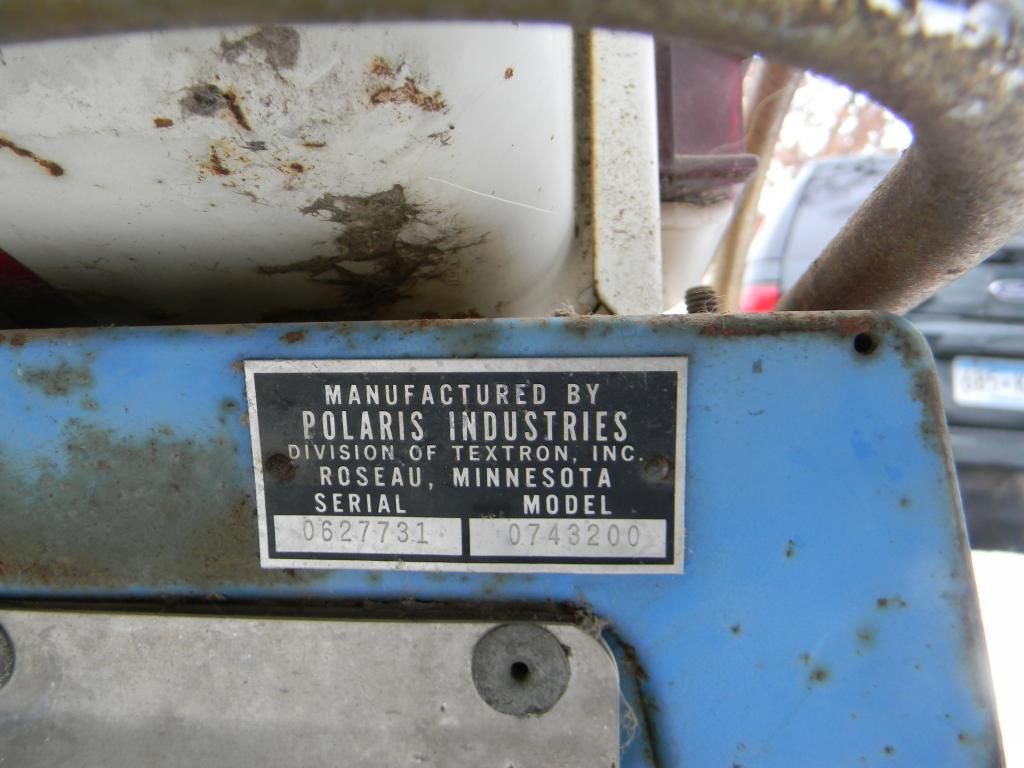 MANUFACTURED BY
POLARIS INDUSTRIES
DIVISION OF TEXTRON, INC.
ROSEAU, MINNESOTA
SERIAL MODEL
0627731 0743200